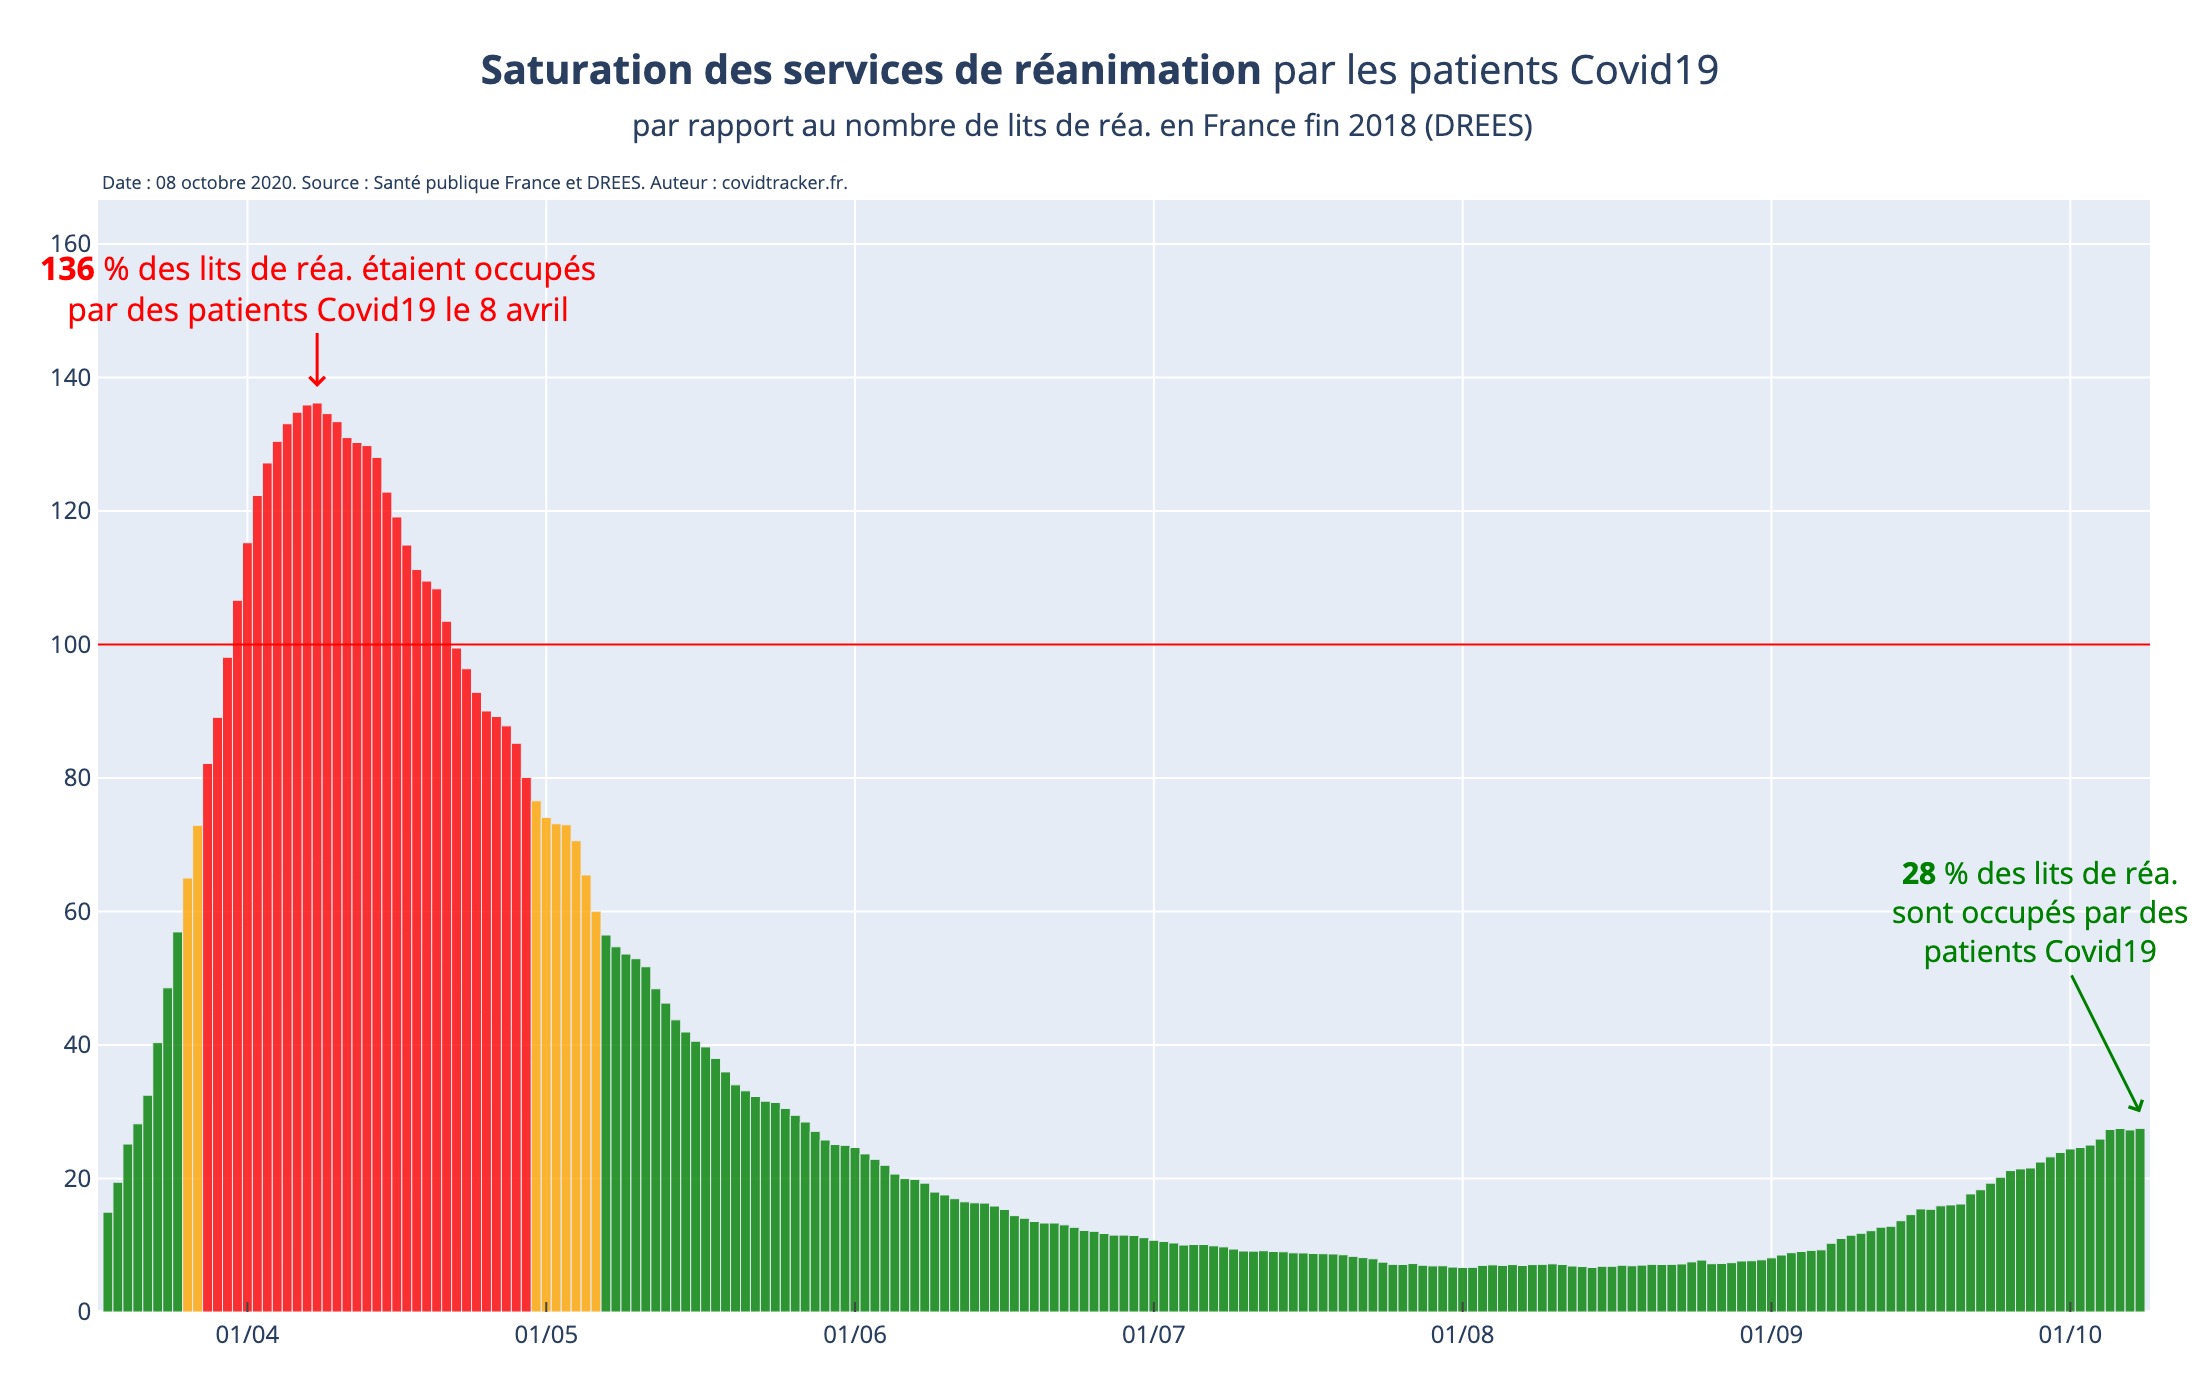 Saturation des services de réanimation par les patients Covid19
par rapport au nombre de lits de réa. en France fin 2018 (DREES)
Date : 08 octobre 2020. Source : Santé publique France et DREES. Auteur : covidtracker.fr.
160
136 % des lits de réa. étaient occupés
par des patients Covid19 le 8 avril
140
120
100
80
28 % des lits de réa.
sont occupés par des
patients Covid19
60
40
20
0
01/04 01/05 01/06 01/07 01/08 01/09 01/10